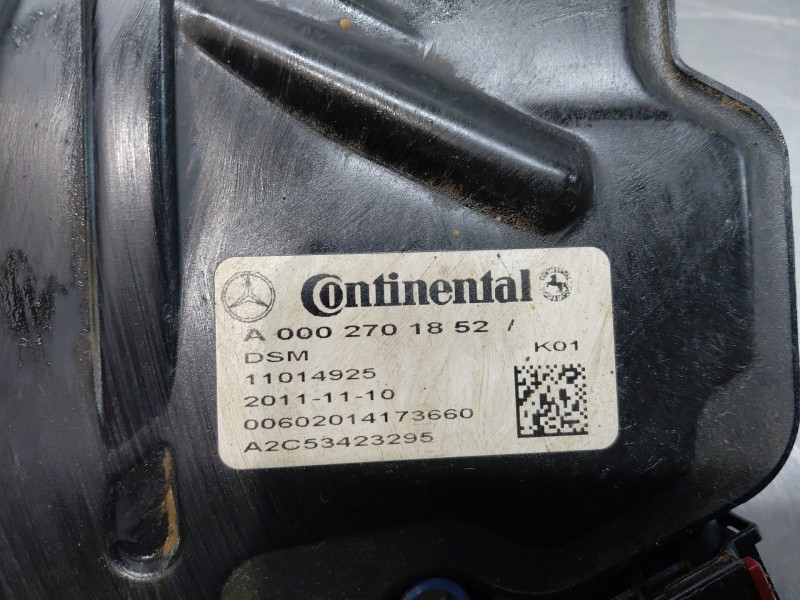 Continental
A 000 270 18 52 /
DSM K01
11014925
2011-11-10
00602014173660
A2C53423295